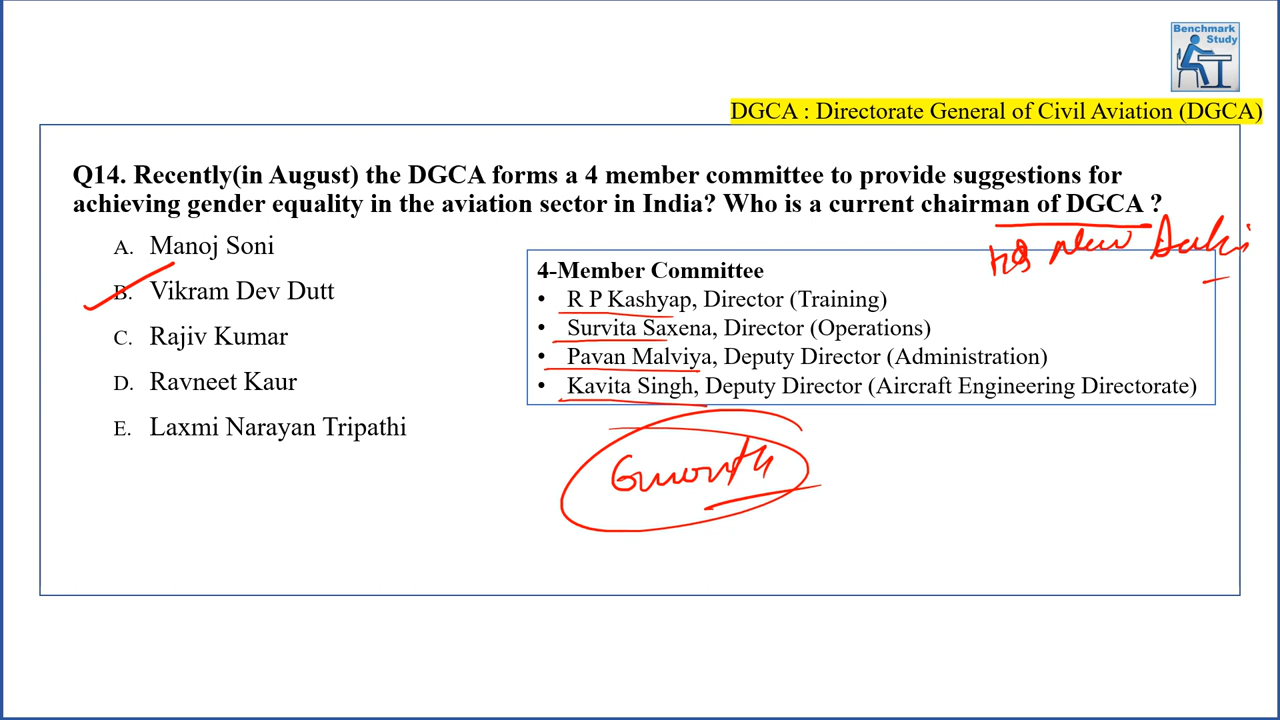 Benchmark
Study
DGCA : Directorate General of Civil Aviation (DGCA)
Q14. Recently(in August) the DGCA forms a 4 member committee to provide suggestions for
achieving gender equality in the aviation sector in India? Who is a current chairman of DGCA ?
A. Manoj Soni
B. Vikram Dev Dutt
C. Rajiv Kumar
D. Ravneet Kaur
E. Laxmi Narayan Tripathi
HQ New Delhi
4-Member Committee
• R P Kashyap, Director (Training)
• Survita Saxena, Director (Operations)
• Pavan Malviya, Deputy Director (Administration)
• Kavita Singh, Deputy Director (Aircraft Engineering Directorate)
6 month